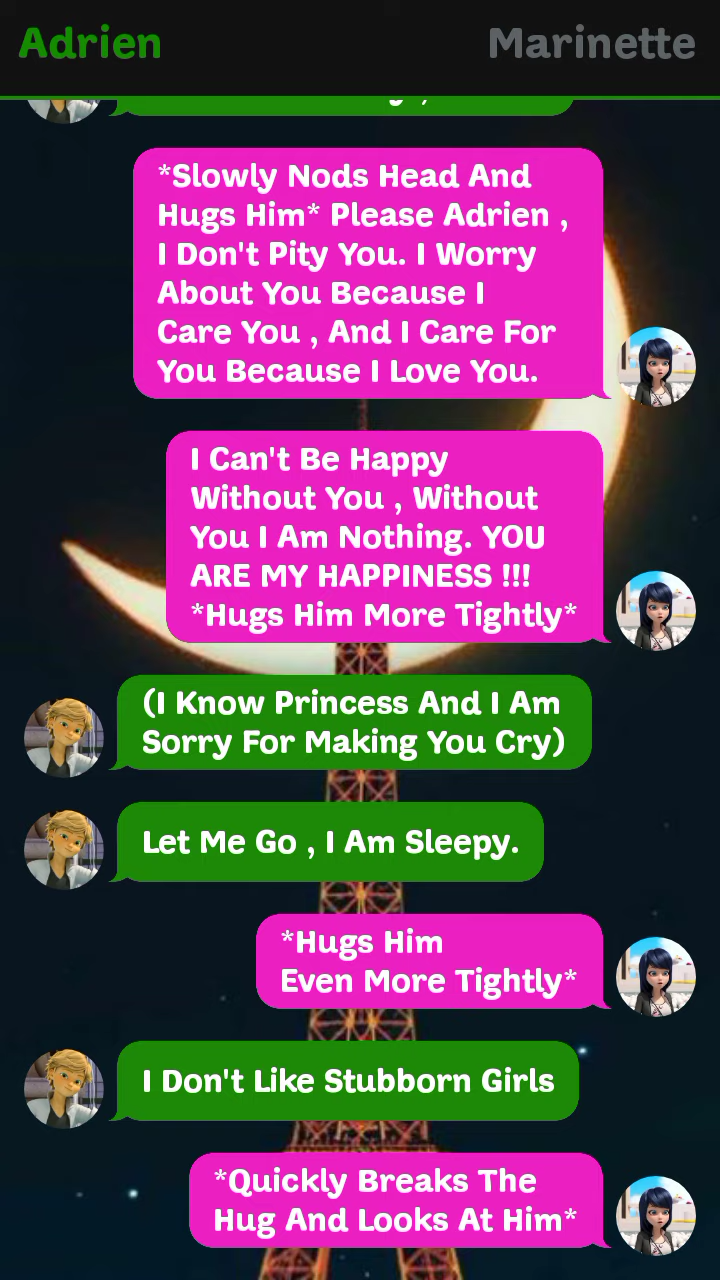 Adrien
Marinette
*Slowly Nods Head And
Hugs Him* Please Adrien ,
I Don't Pity You. I Worry
About You Because I
Care You , And I Care For
You Because I Love You.
I Can't Be Happy
Without You , Without
You I Am Nothing. YOU
ARE MY HAPPINESS !!!
*Hugs Him More Tightly*
(I Know Princess And I Am
Sorry For Making You Cry)
Let Me Go , I Am Sleepy.
*Hugs Him
Even More Tightly*
I Don't Like Stubborn Girls
*Quickly Breaks The
Hug And Looks At Him*